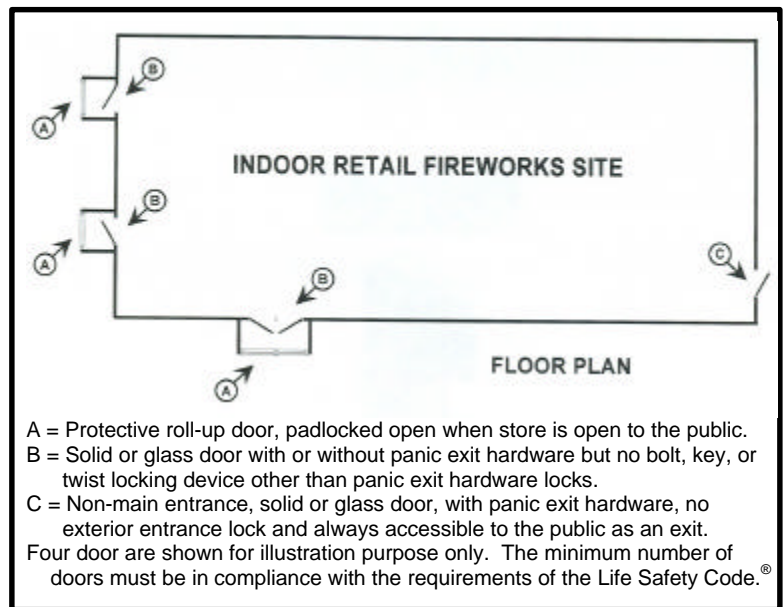 B
A
INDOOR RETAIL FIREWORKS SITE
B
A
C
B
FLOOR PLAN
A
A = Protective roll-up door, padlocked open when store is open to the public.
B = Solid or glass door with or without panic exit hardware but no bolt, key, or
twist locking device other than panic exit hardware locks.
C = Non-main entrance, solid or glass door, with panic exit hardware, no
exterior entrance lock and always accessible to the public as an exit.
Four door are shown for illustration purpose only. The minimum number of
doors must be in compliance with the requirements of the Life Safety Code.®